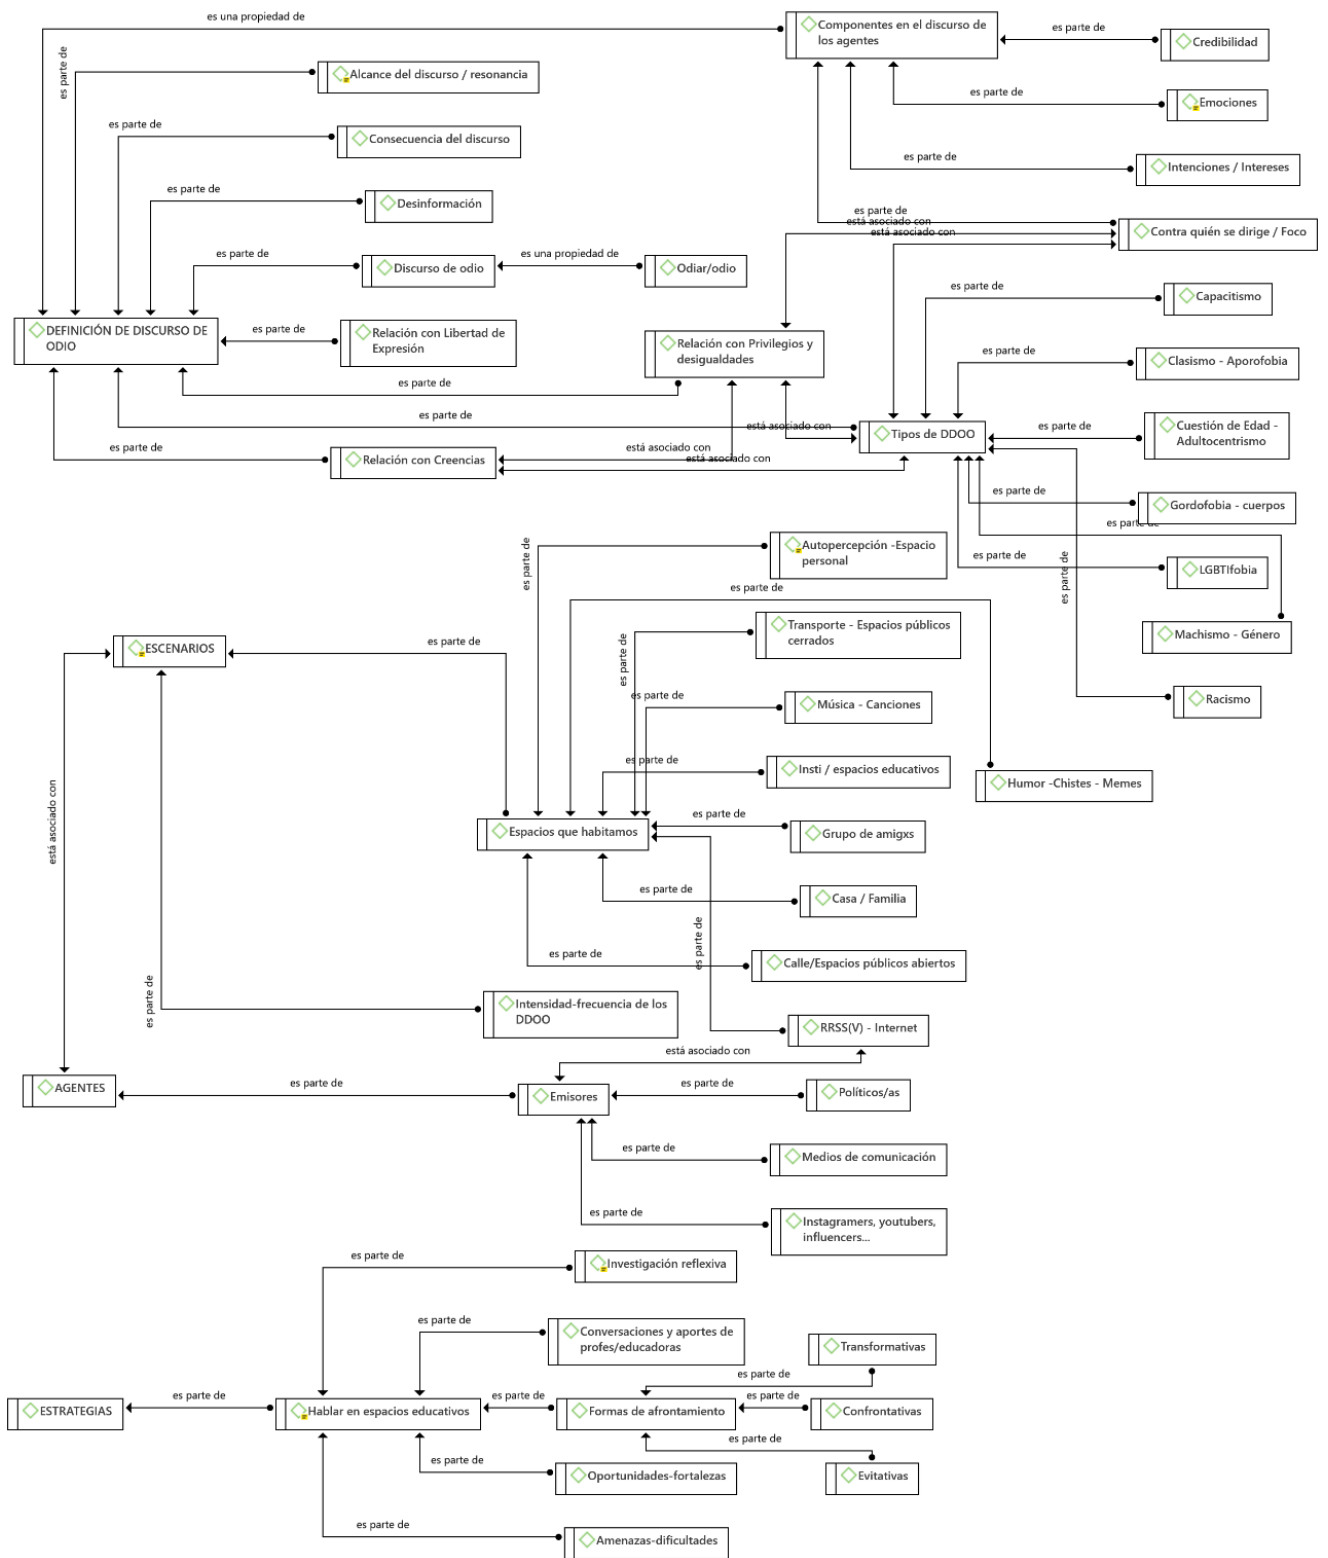 es una propiedad de
Componentes en el discurso de
los agentes
es parte de
Credibilidad
es parte de
Alcance del discurso / resonancia
es parte de
Emociones
es parte de
Consecuencia del discurso
es parte de
Intenciones / Intereses
es parte de
Desinformación
es parte de
está asociado con
está asociado con
Contra quién se dirige / Foco
es parte de
Discurso de odio
es una propiedad de
Odiar/odio
es parte de
Capacitismo
DEFINICIÓN DE DISCURSO DE
ODIO
es parte de
Relación con Libertad de
Expresión
Relación con Privilegios y
desigualdades
es parte de
Clasismo - Aporofobia
es parte de
es parte de
está asociado con
Tipos de DDOO
es parte de
Cuestión de Edad -
Adultocentrismo
es parte de
Relación con Creencias
está asociado con
está asociado con
es parte de
Gordofobia - cuerpos
es parte de
es parte de
Autopercepción -Espacio
personal
es parte de
es parte de
LGBTIfobia
es parte de
Transporte - Espacios públicos
cerrados
Machismo - Género
ESCENARIOS
es parte de
es parte de
es parte de
Música - Canciones
Racismo
es parte de
Insti / espacios educativos
Humor -Chistes - Memes
está asociado con
Espacios que habitamos
es parte de
Grupo de amigxs
es parte de
Casa / Familia
es parte de
es parte de
Calle/Espacios públicos abiertos
es parte de
Intensidad-frecuencia de los
DDOO
RRSS(V) - Internet
está asociado con
AGENTES
es parte de
Emisores
es parte de
Políticos/as
es parte de
Medios de comunicación
es parte de
Instagramers, youtubers,
influencers...
es parte de
Investigación reflexiva
es parte de
Conversaciones y aportes de
profes/educadoras
Transformativas
es parte de
ESTRATEGIAS
es parte de
Hablar en espacios educativos
es parte de
Formas de afrontamiento
es parte de
Confrontativas
es parte de
es parte de
Oportunidades-fortalezas
Evitativas
es parte de
Amenazas-dificultades